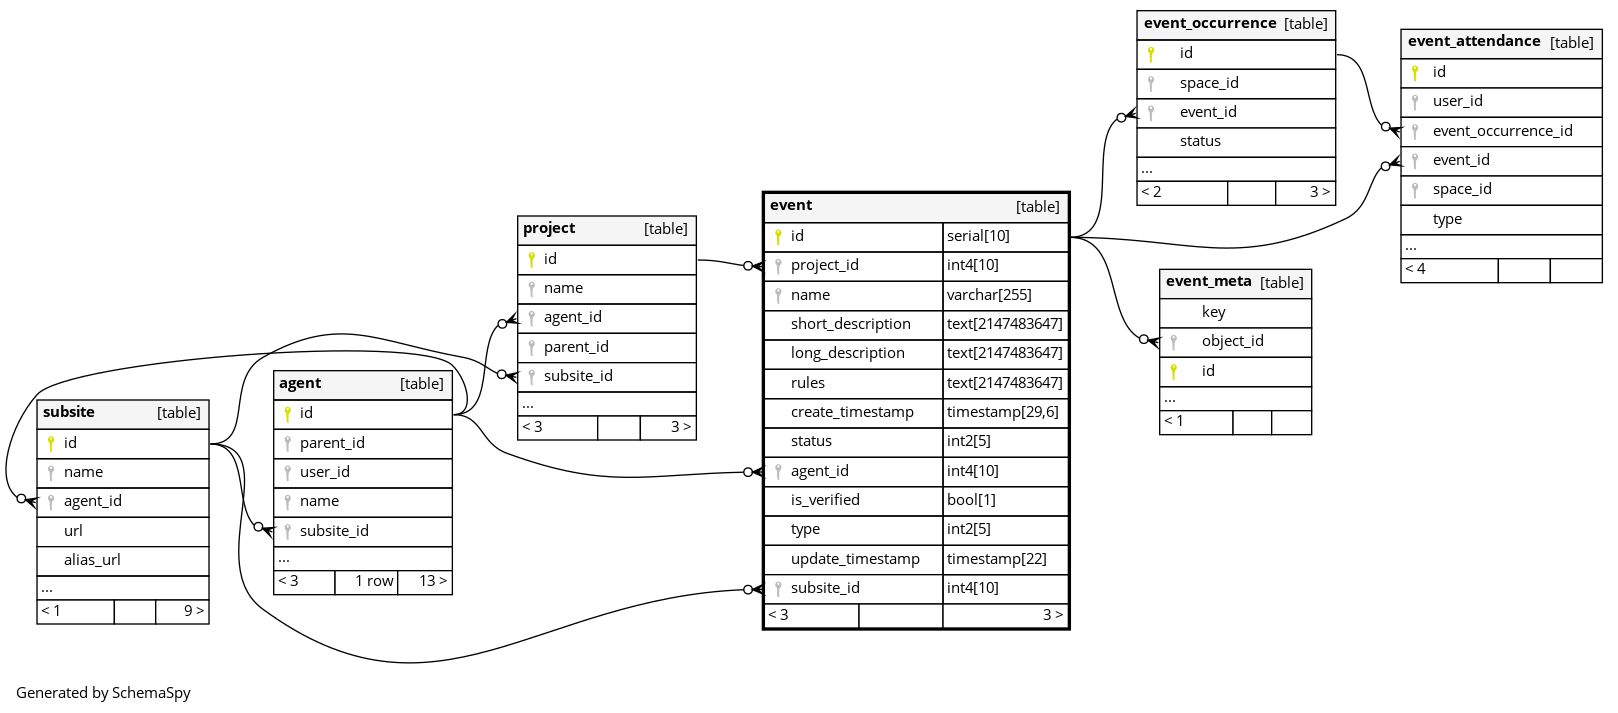 event_occurrence [table]
id
space_id
event_id
status
...
< 2 3 >
event_attendance [table]
id
user_id
event_occurrence_id
event_id
space_id
type
...
< 4
event [table]
id serial[10]
project_id int4[10]
name varchar[255]
short_description text[2147483647]
long_description text[2147483647]
rules text[2147483647]
create_timestamp timestamp[29,6]
status int2[5]
agent_id int4[10]
is_verified bool[1]
type int2[5]
update_timestamp timestamp[22]
subsite_id int4[10]
< 3 3 >
project [table]
id
name
agent_id
parent_id
subsite_id
...
< 3 3 >
event_meta [table]
key
object_id
id
...
< 1
agent [table]
id
parent_id
user_id
name
subsite_id
...
< 3 1 row 13 >
subsite [table]
id
name
agent_id
url
alias_url
...
< 1 9 >
Generated by SchemaSpy